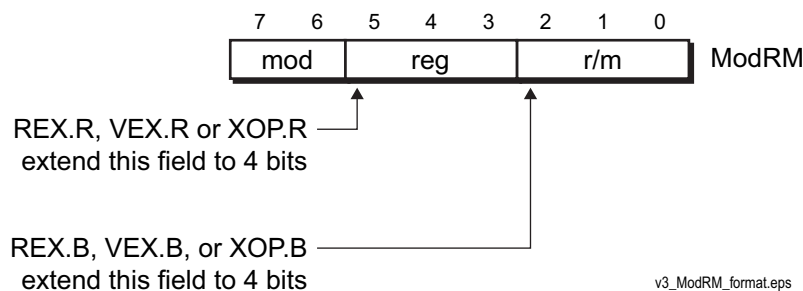 7 6 5 4 3 2 1 0
mod reg r/m ModRM
REX.R, VEX.R or XOP.R
extend this field to 4 bits
REX.B, VEX.B, or XOP.B
extend this field to 4 bits
v3_ModRM_format.eps